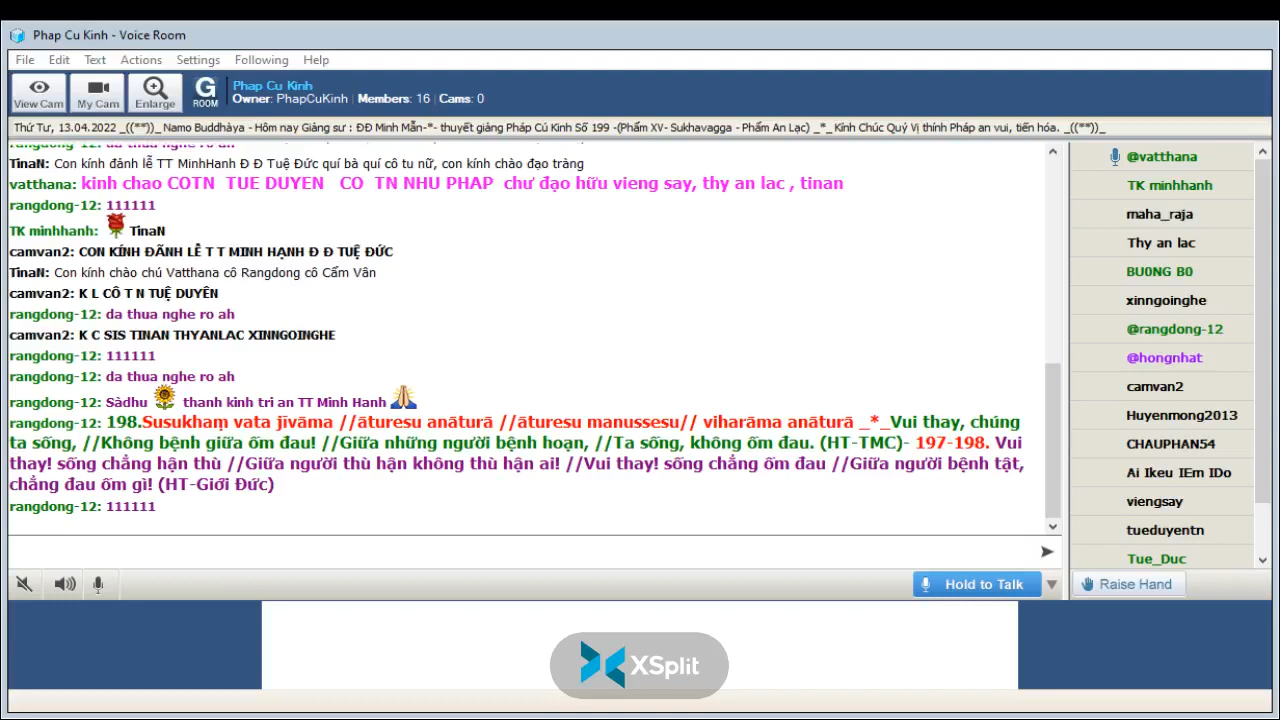 Phap Cu Kinh - Voice Room
File Edit Text Actions Settings Following Help
View Cam
My Cam
Enlarge
G ROOM
Phap Cu Kinh
Owner: PhapCuKinh | Members: 16 | Cams: 0
Thứ Tư, 13.04.2022 _((**))_ Namo Buddhàya - Hôm nay Giảng sư : ĐĐ Minh Mẫn-*- thuyết giảng Pháp Cú Kinh Số 199 -(Phẩm XV- Sukhavagga - Phẩm An Lạc) _*_ Kính Chúc Quý Vị thính Pháp an vui, tiến hóa. _((**))_
rangdong-12: da thua nghe ro ah
TinaN: Con kính đảnh lễ TT MinhHanh Đ Đ Tuệ Đức quí bà quí cô tu nữ, con kính chào đạo tràng
vatthana: kinh chao COTN TUE DUYEN CO TN NHU PHAP chư đạo hữu vieng say, thy an lac , tinan
rangdong-12: 111111
TK minhhanh: TinaN
camvan2: CON KÍNH ĐÃNH LỄ T T MINH HẠNH Đ Đ TUỆ ĐỨC
TinaN: Con kính chào chú Vatthana cô Rangdong cô Cẩm Vân
camvan2: K L CÔ T N TUỆ DUYÊN
rangdong-12: da thua nghe ro ah
camvan2: K C SIS TINAN THYANLAC XINNGOINGHE
rangdong-12: 111111
rangdong-12: da thua nghe ro ah
rangdong-12: Sàdhu thanh kinh tri an TT Minh Hanh
rangdong-12: 198.Susukhaṃ vata jīvāma //āturesu anāturā //āturesu manussesu// viharāma anāturā _*_Vui thay, chúng
ta sống, //Không bệnh giữa ốm đau! //Giữa những người bệnh hoạn, //Ta sống, không ốm đau. (HT-TMC)- 197-198. Vui
thay! sống chẳng hận thù //Giữa người thù hận không thù hận ai! //Vui thay! sống chẳng ốm đau //Giữa người bệnh tật,
chẳng đau ốm gì! (HT-Giới Đức)
rangdong-12: 111111
@vatthana
TK minhhanh
maha_raja
Thy an lac
BU0NG B0
xinngoinghe
@rangdong-12
@hongnhat
camvan2
Huyenmong2013
CHAUPHAN54
Ai Ikeu IEm IDo
viengsay
tueduyentn
Tue_Duc
Hold to Talk
Raise Hand
XSplit